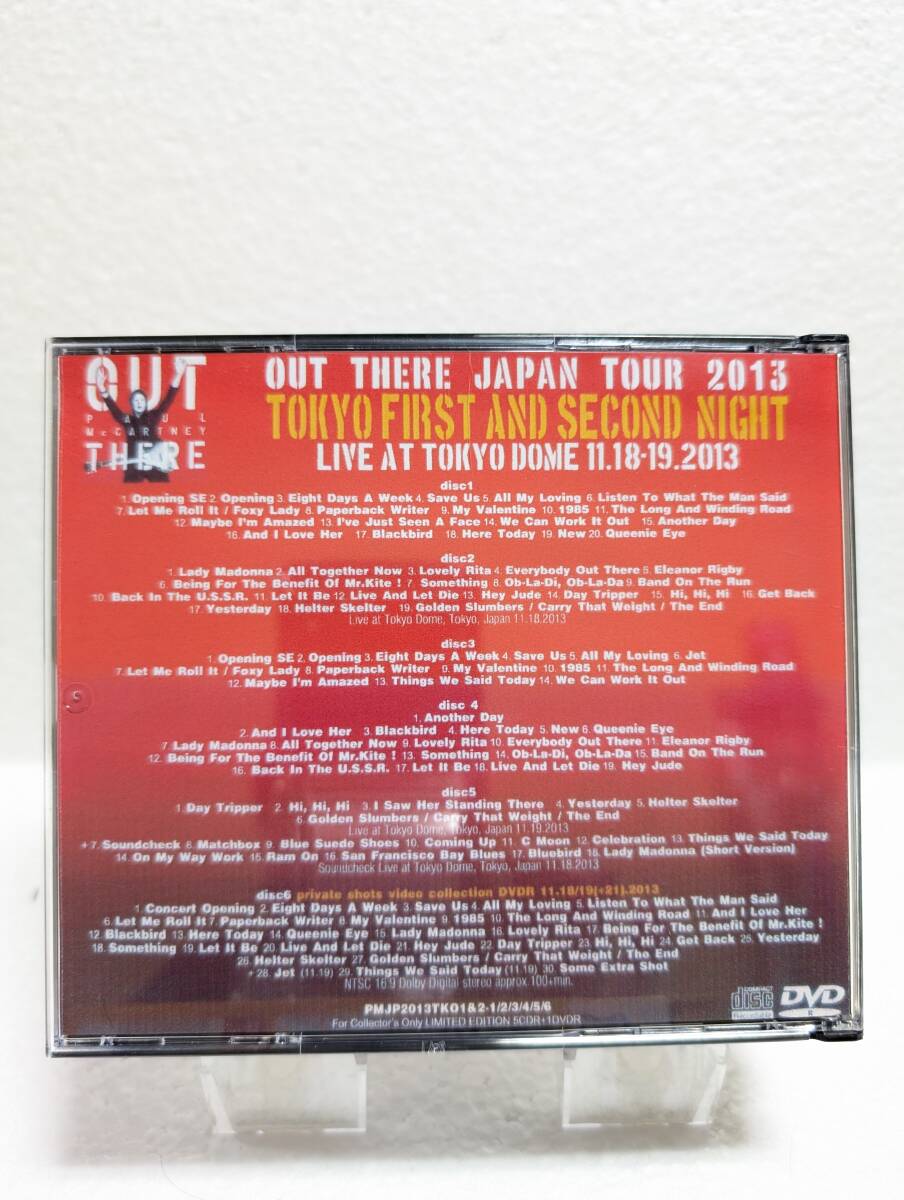 OUT
PAUL
McCARTNEY
THERE
OUT THERE JAPAN TOUR 2013
TOKYO FIRST AND SECOND NIGHT
LIVE AT TOKYO DOME 11.18-19.2013
disc1
1. Opening SE 2. Opening 3. Eight Days A Week 4. Save Us 5. All My Loving 6. Listen To What The Man Said
7. Let Me Roll It / Foxy Lady 8. Paperback Writer 9. My Valentine 10. 1985 11. The Long And Winding Road
12. Maybe I'm Amazed 13. I've Just Seen A Face 14. We Can Work It Out 15. Another Day
16. And I Love Her 17. Blackbird 18. Here Today 19. New 20. Queenie Eye
disc2
1. Lady Madonna 2. All Together Now 3. Lovely Rita 4. Everybody Out There 5. Eleanor Rigby
6. Being For The Benefit Of Mr.Kite ! 7. Something 8. Ob-La-Di, Ob-La-Da 9. Band On The Run
10. Back In The U.S.S.R. 11. Let It Be 12. Live And Let Die 13. Hey Jude 14. Day Tripper 15. Hi, Hi, Hi 16. Get Back
17. Yesterday 18. Helter Skelter 19. Golden Slumbers / Carry That Weight / The End
Live at Tokyo Dome, Tokyo, Japan 11.18.2013
disc3
1. Opening SE 2. Opening 3. Eight Days A Week 4. Save Us 5. All My Loving 6. Jet
7. Let Me Roll It / Foxy Lady 8. Paperback Writer 9. My Valentine 10. 1985 11. The Long And Winding Road
12. Maybe I'm Amazed 13. Things We Said Today 14. We Can Work It Out
disc 4
1. Another Day
2. And I Love Her 3. Blackbird 4. Here Today 5. New 6. Queenie Eye
7. Lady Madonna 8. All Together Now 9. Lovely Rita 10. Everybody Out There 11. Eleanor Rigby
12. Being For The Benefit Of Mr.Kite ! 13. Something 14. Ob-La-Di, Ob-La-Da 15. Band On The Run
16. Back In The U.S.S.R. 17. Let It Be 18. Live And Let Die 19. Hey Jude
disc5
1. Day Tripper 2. Hi, Hi, Hi 3. I Saw Her Standing There 4. Yesterday 5. Helter Skelter
6. Golden Slumbers / Carry That Weight / The End
Live at Tokyo Dome, Tokyo, Japan 11.19.2013
+ 7. Soundcheck 8. Matchbox 9. Blue Suede Shoes 10. Coming Up 11. C Moon 12. Celebration 13. Things We Said Today
14. On My Way Work 15. Ram On 16. San Francisco Bay Blues 17. Bluebird 18. Lady Madonna (Short Version)
Soundcheck Live at Tokyo Dome, Tokyo, Japan 11.18.2013
disc6 private shots video collection DVDR 11.18/19(+21).2013
1. Concert Opening 2. Eight Days A Week 3. Save Us 4. All My Loving 5. Listen To What The Man Said
6. Let Me Roll It 7. Paperback Writer 8. My Valentine 9. 1985 10. The Long And Winding Road 11. And I Love Her
12. Blackbird 13. Here Today 14. Queenie Eye 15. Lady Madonna 16. Lovely Rita 17. Being For The Benefit Of Mr.Kite !
18. Something 19. Let It Be 20. Live And Let Die 21. Hey Jude 22. Day Tripper 23. Hi, Hi, Hi 24. Get Back 25. Yesterday
26. Helter Skelter 27. Golden Slumbers / Carry That Weight / The End
+ 28. Jet (11.19) 29. Things We Said Today (11.19) 30. Some Extra Shot
NTSC 16:9 Dolby Digital stereo approx.100+min.
PMJP2013TKO1&2-1/2/3/4/5/6
For Collector's Only LIMITED EDITION 5CDR+1DVDR
COMPACT
disc
Recordable
DVD
R